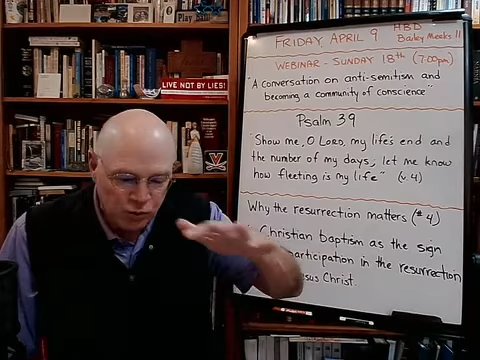 Play
LIVE NOT BY LIES!
V
FRIDAY APRIL 9 HBD
Bailey Meeks!!
WEBINAR - SUNDAY 18th (7:00pm)
"A conversation on anti-semitism and
becoming a community of conscience"
Psalm 39
"Show me, O LORD, my life's end and
the number of my days; let me know
how fleeting is my life" (v. 4)
Why the resurrection matters (#4)
Christian baptism as the sign
participation in the resurrection
sus Christ.